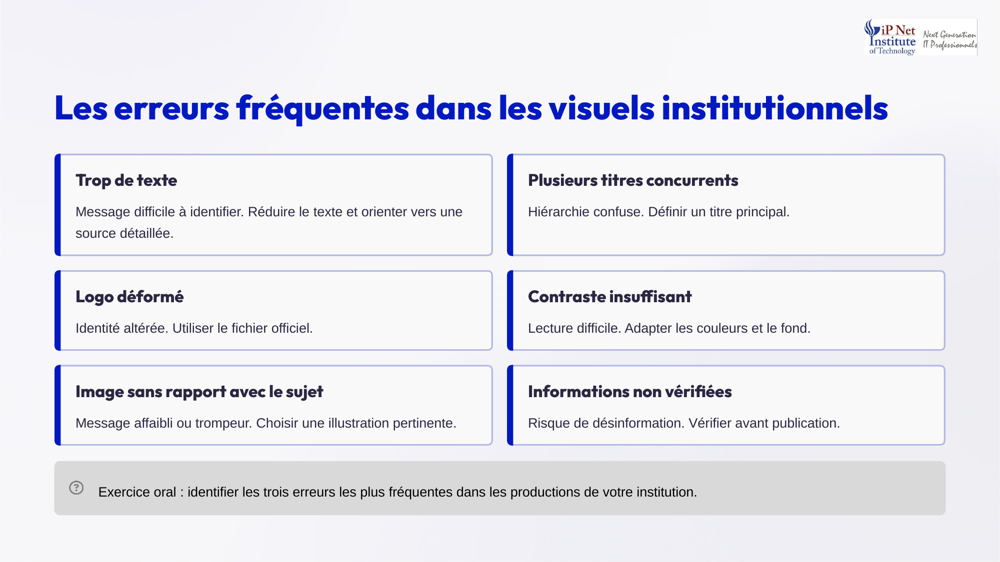 iP Net
Institute
of Technology
Next Generation
IT Professionnels
Les erreurs fréquentes dans les visuels institutionnels
Trop de texte
Message difficile à identifier. Réduire le texte et orienter vers une
source détaillée.
Plusieurs titres concurrents
Hiérarchie confuse. Définir un titre principal.
Logo déformé
Identité altérée. Utiliser le fichier officiel.
Contraste insuffisant
Lecture difficile. Adapter les couleurs et le fond.
Image sans rapport avec le sujet
Message affaibli ou trompeur. Choisir une illustration pertinente.
Informations non vérifiées
Risque de désinformation. Vérifier avant publication.
Exercice oral : identifier les trois erreurs les plus fréquentes dans les productions de votre institution.